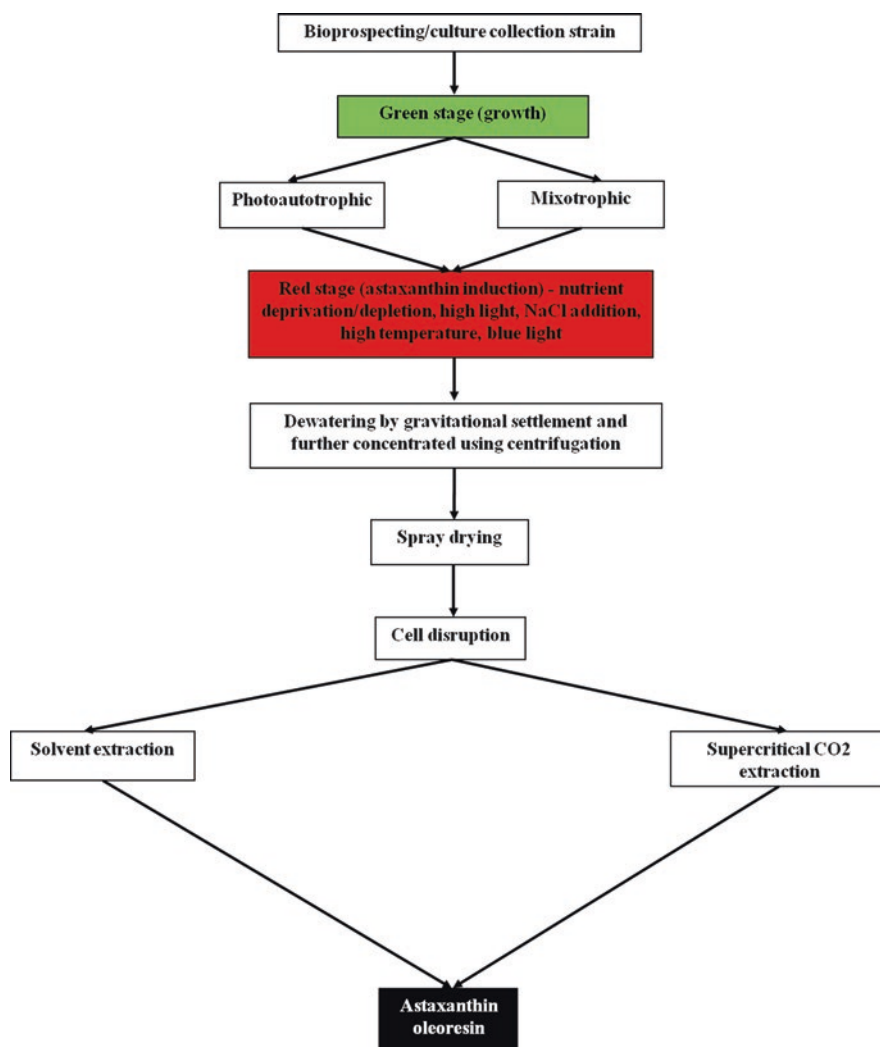 Bioprospecting/culture collection strain
Green stage (growth)
Photoautotrophic
Mixotrophic
Red stage (astaxanthin induction) - nutrient
deprivation/depletion, high light, NaCl addition,
high temperature, blue light
Dewatering by gravitational settlement and
further concentrated using centrifugation
Spray drying
Cell disruption
Solvent extraction
Supercritical CO2
extraction
Astaxanthin
oleoresin